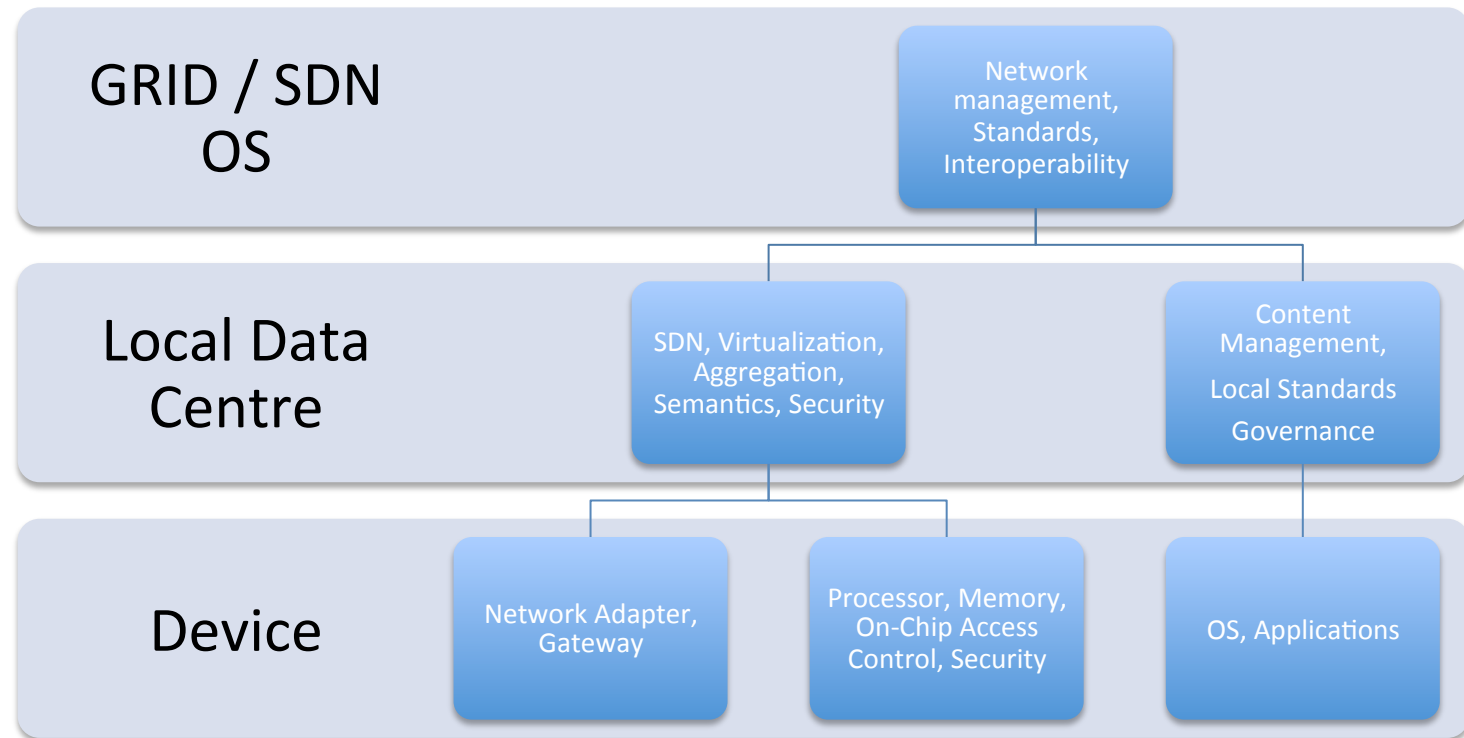 GRID / SDN
OS
Network
management,
Standards,
Interoperability
Local Data
Centre
SDN, Virtualization,
Aggregation,
Semantics, Security
Content
Management,
Local Standards
Governance
Device
Network Adapter,
Gateway
Processor, Memory,
On-Chip Access
Control, Security
OS, Applications